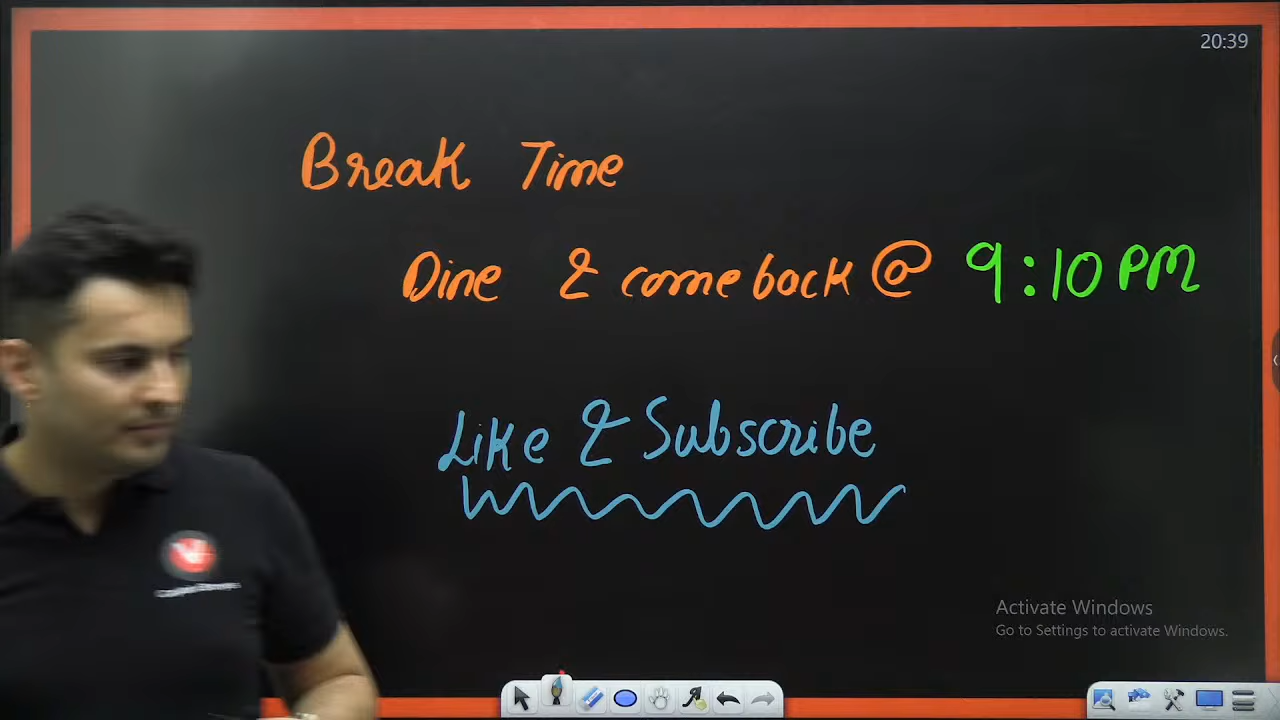 20:39
Break Time
Dine & come back @ 9:10 PM
Like & Subscribe
Activate Windows
Go to Settings to activate Windows.